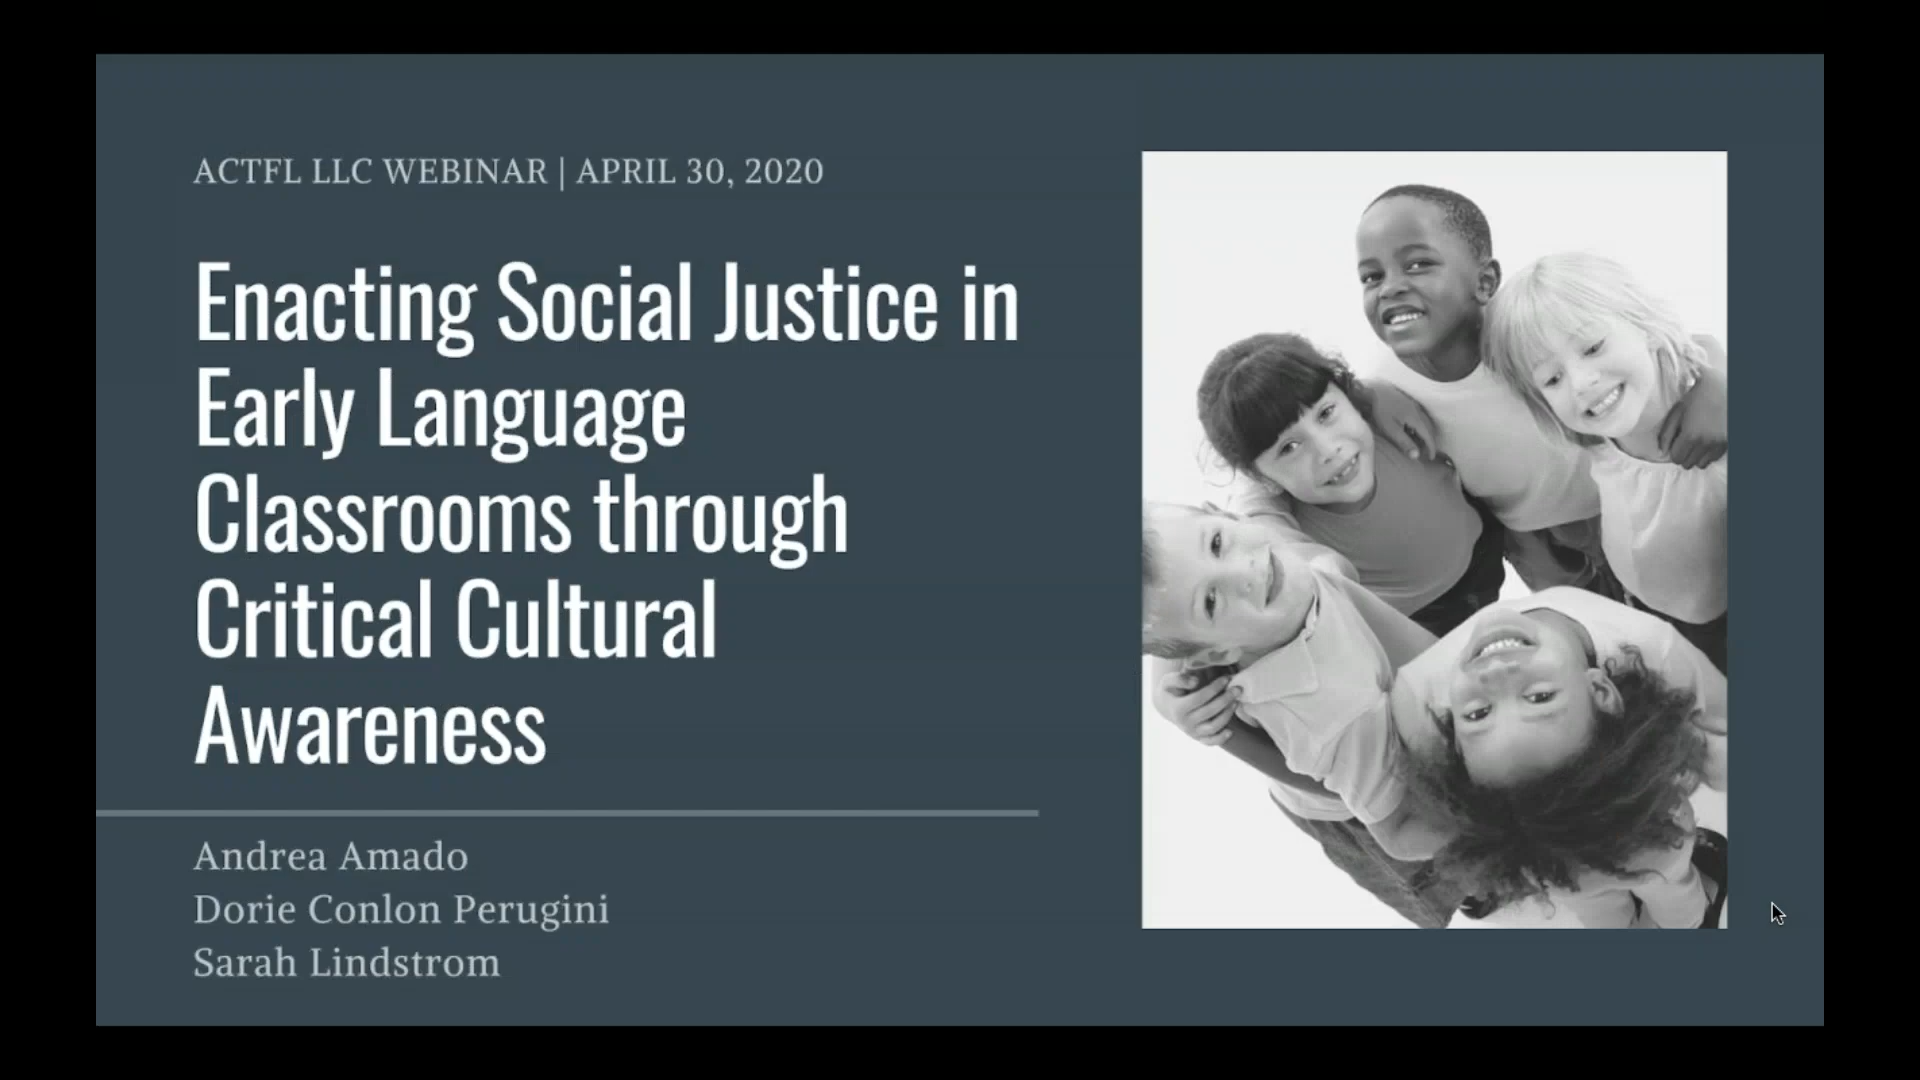 ACTFL LLC WEBINAR | APRIL 30, 2020
Enacting Social Justice in
Early Language
Classrooms through
Critical Cultural
Awareness
Andrea Amado
Dorie Conlon Perugini
Sarah Lindstrom